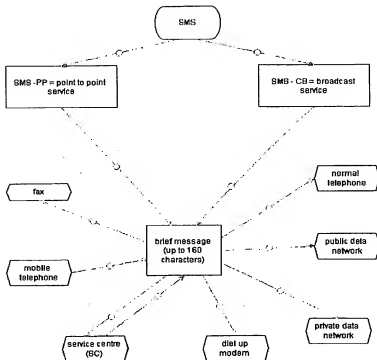 SMS
SMS -PP = point to point
service
SMS - CB = broadcast
service
normal
telephone
fax
brief message
(up to 160
characters)
public data
network
mobile
telephone
private data
network
service centre
(SC)
dial up
modem